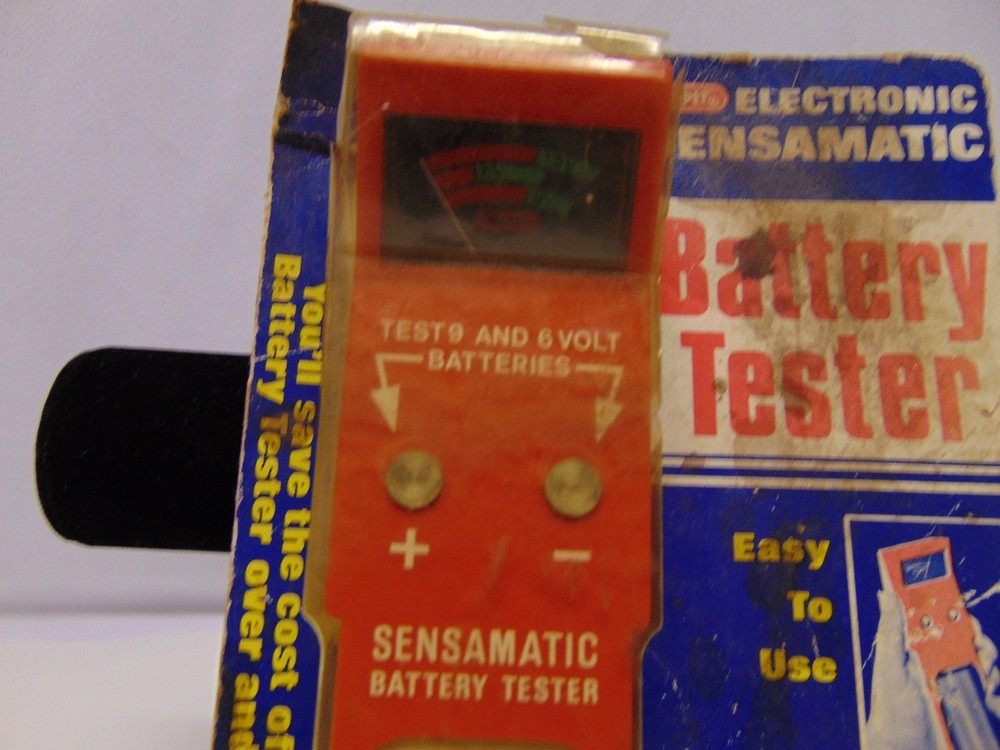 ELECTRONIC
ENSAMATIC
Battery
Tester
Easy
To
Use
TEST 9 AND 6 VOLT
BATTERIES
+ −
SENSAMATIC
BATTERY TESTER
You'll save the cost of
Battery Tester over and